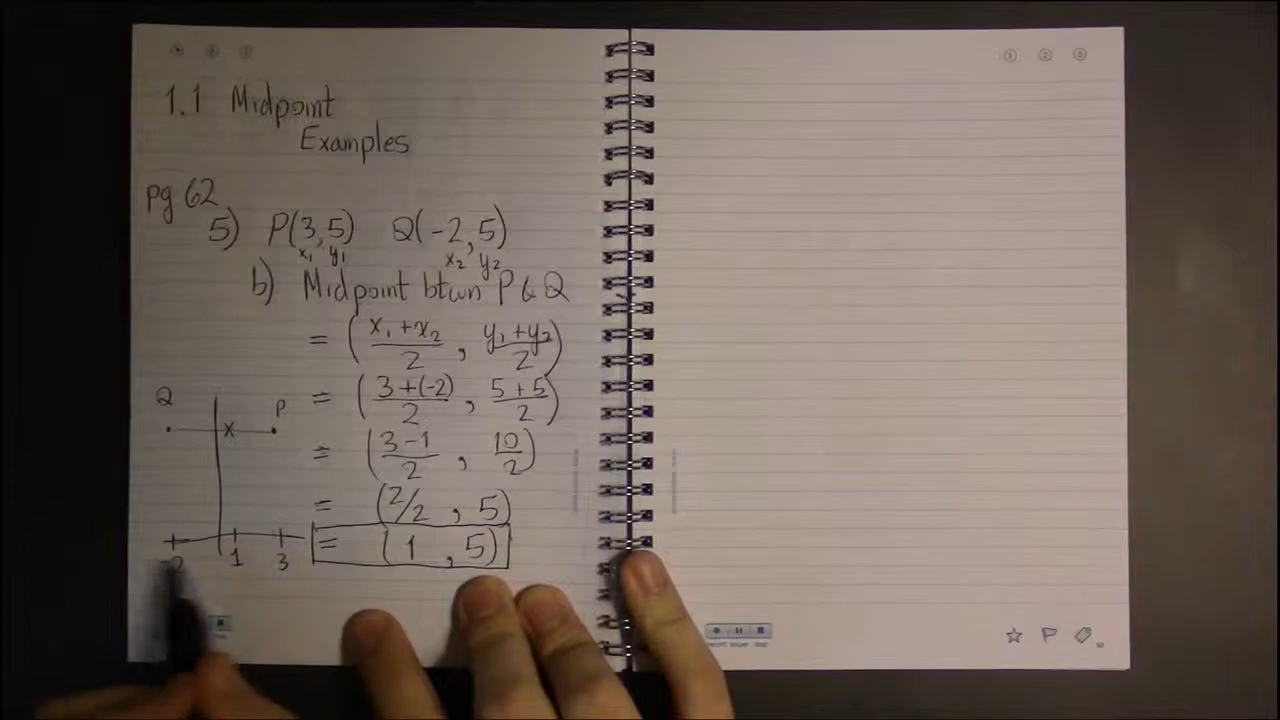 1.1 Midpoint
Examples
pg 62
5) P(3,5) Q(-2,5)
x₁ y₁ x₂ y₂
b) Midpoint btwn P & Q
= (x₁+x₂/2 , y₁+y₂/2)
= (3+(-2)/2 , 5+5/2)
= (3-1/2 , 10/2)
= (2/2 , 5)
= (1 , 5)
Q P
x
-2 1 3